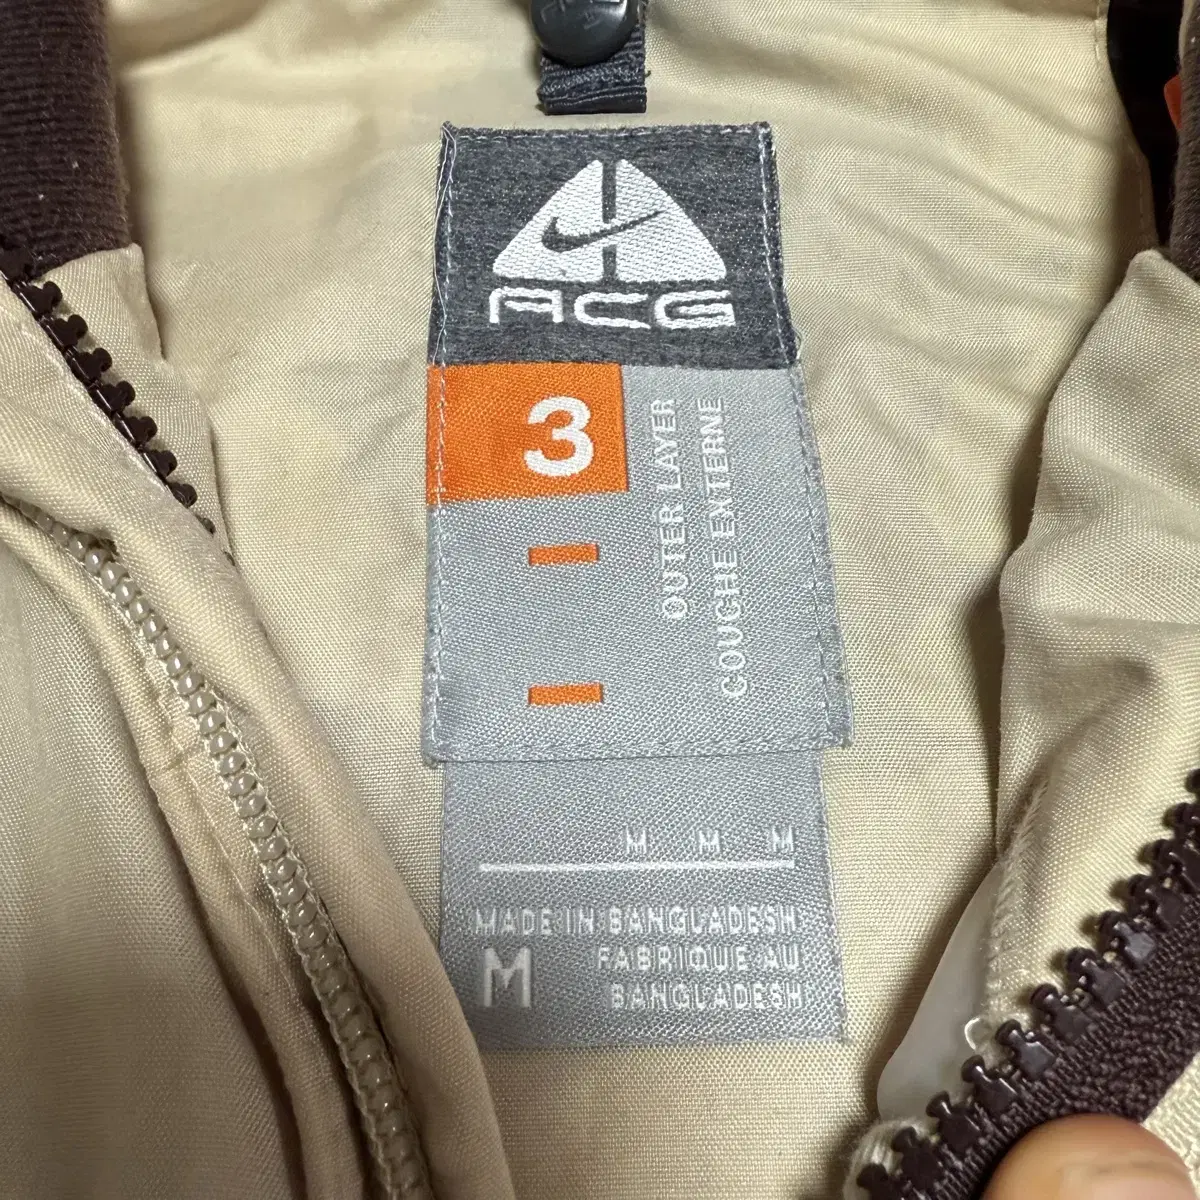 ACG
3
OUTER LAYER
COUCHE EXTERNE
M M M
MADE IN BANGLADESH
M
FABRIQUE AU
BANGLADESH